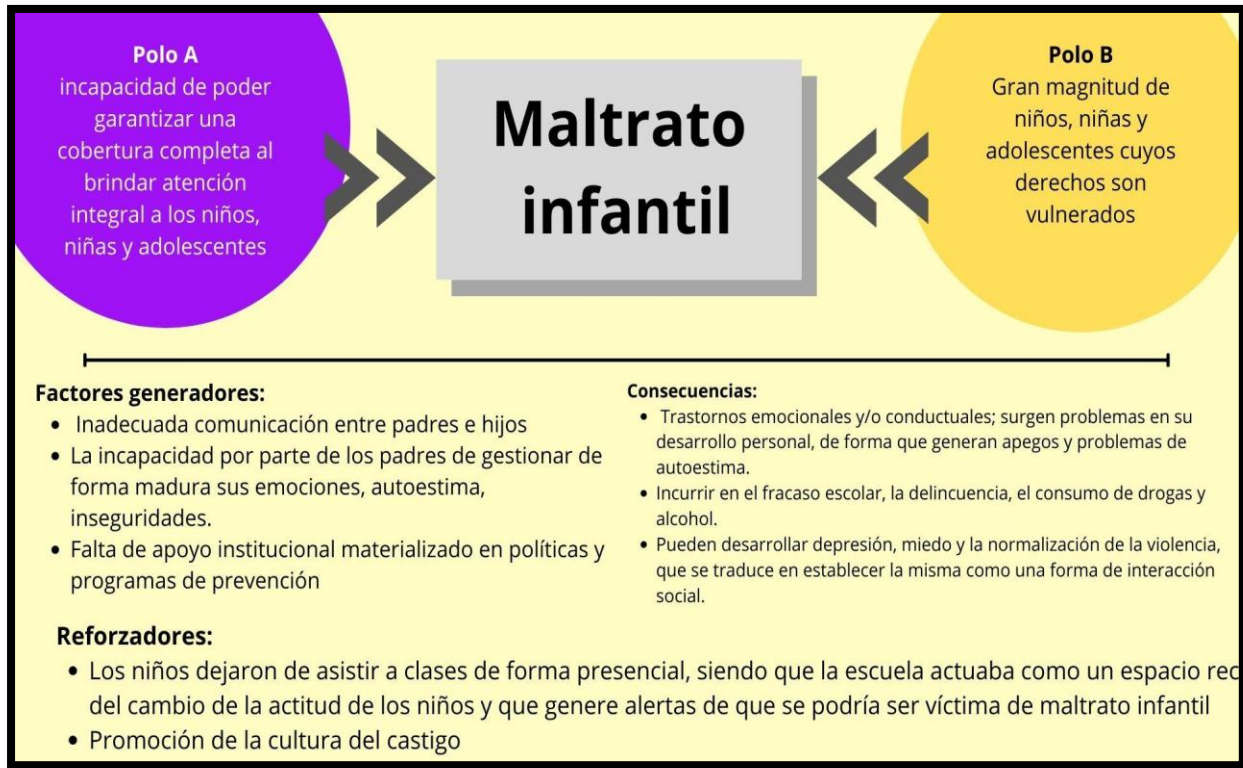 Polo A
incapacidad de poder
garantizar una
cobertura completa al
brindar atención
integral a los niños,
niñas y adolescentes
Maltrato
infantil
Polo B
Gran magnitud de
niños, niñas y
adolescentes cuyos
derechos son
vulnerados
Factores generadores:
• Inadecuada comunicación entre padres e hijos
• La incapacidad por parte de los padres de gestionar de
forma madura sus emociones, autoestima,
inseguridades.
• Falta de apoyo institucional materializado en políticas y
programas de prevención
Consecuencias:
• Trastornos emocionales y/o conductuales; surgen problemas en su
desarrollo personal, de forma que generan apegos y problemas de
autoestima.
• Incurrir en el fracaso escolar, la delincuencia, el consumo de drogas y
alcohol.
• Pueden desarrollar depresión, miedo y la normalización de la violencia,
que se traduce en establecer la misma como una forma de interacción
social.
Reforzadores:
• Los niños dejaron de asistir a clases de forma presencial, siendo que la escuela actuaba como un espacio
del cambio de la actitud de los niños y que genere alertas de que se podría ser víctima de maltrato infantil
• Promoción de la cultura del castigo